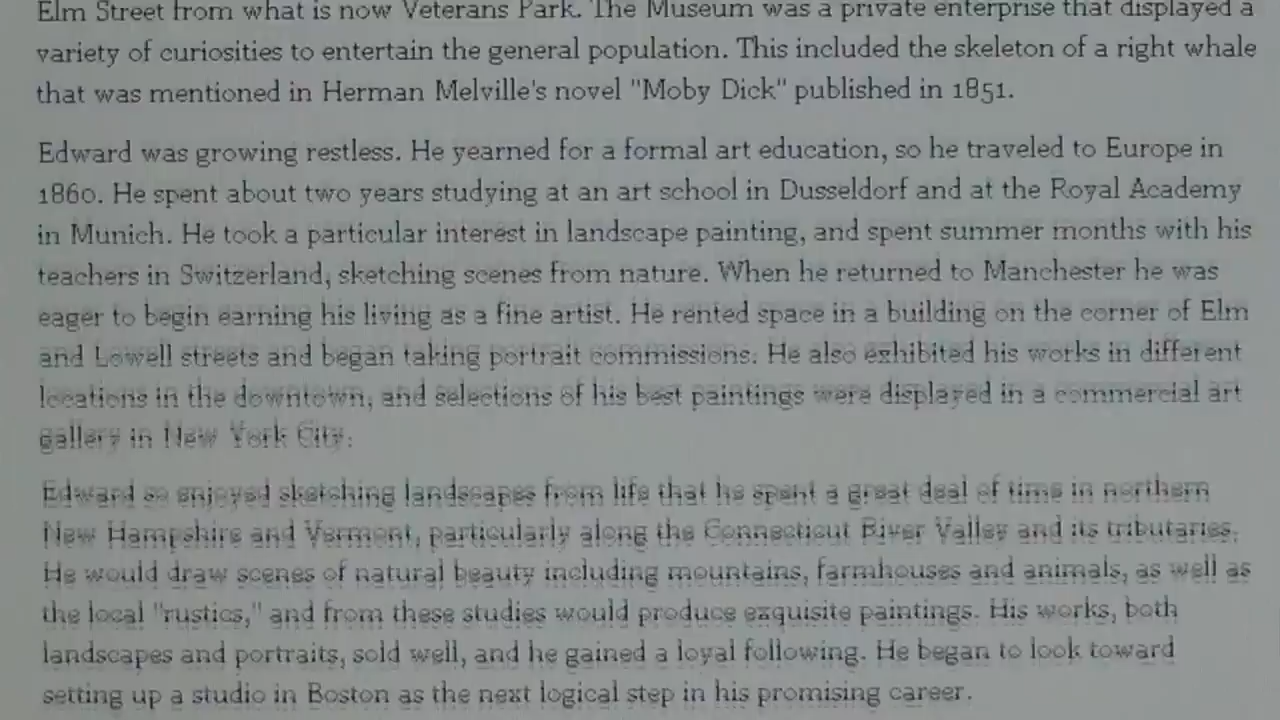 Elm Street from what is now Veterans Park. The Museum was a private enterprise that displayed a
variety of curiosities to entertain the general population. This included the skeleton of a right whale
that was mentioned in Herman Melville's novel "Moby Dick" published in 1851.
Edward was growing restless. He yearned for a formal art education, so he traveled to Europe in
1860. He spent about two years studying at an art school in Dusseldorf and at the Royal Academy
in Munich. He took a particular interest in landscape painting, and spent summer months with his
teachers in Switzerland, sketching scenes from nature. When he returned to Manchester he was
eager to begin earning his living as a fine artist. He rented space in a building on the corner of Elm
and Lowell streets and began taking portrait commissions. He also exhibited his works in different
locations in the downtown, and selections of his best paintings were displayed in a commercial art
gallery in New York City.
Edward so enjoyed sketching landscapes from life that he spent a great deal of time in northern
New Hampshire and Vermont, particularly along the Connecticut River Valley and its tributaries.
He would draw scenes of natural beauty including mountains, farmhouses and animals, as well as
the local "rustics," and from these studies would produce exquisite paintings. His works, both
landscapes and portraits, sold well, and he gained a loyal following. He began to look toward
setting up a studio in Boston as the next logical step in his promising career.